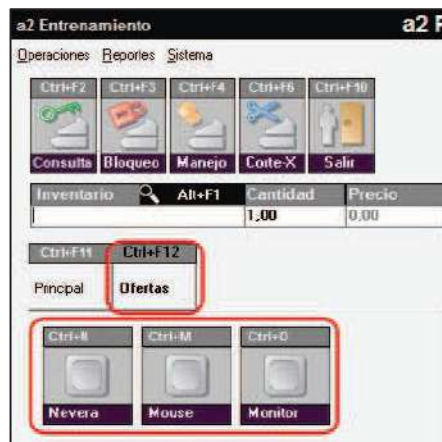 a2 Entrenamiento a2 P
Operaciones Reportes Sistema
Ctrl+F2 Ctrl+F3 Ctrl+F4 Ctrl+F6 Ctrl+F10
Consulta Bloqueo Manejo Corte-X Salir
Inventario Alt+F1 Cantidad Precio
1,00 0,00
Ctrl+F11 Ctrl+F12
Principal Ofertas
Ctrl+N Ctrl+M Ctrl+O
Nevera Mouse Monitor